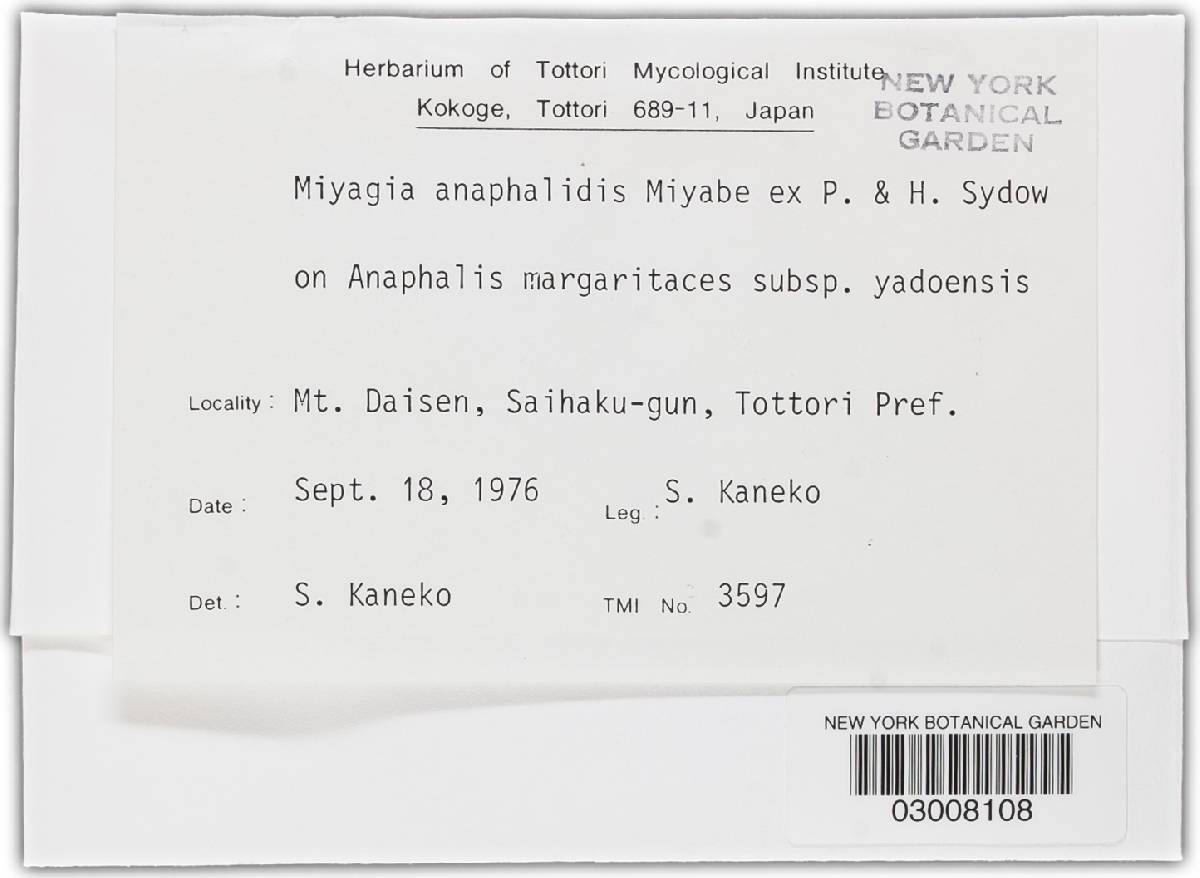 Herbarium of Tottori Mycological Institute
Kokoge, Tottori 689-11, Japan
NEW YORK
BOTANICAL
GARDEN
Miyagia anaphalidis Miyabe ex P. & H. Sydow
on Anaphalis margaritaces subsp. yadoensis
Locality: Mt. Daisen, Saihaku-gun, Tottori Pref.
Date: Sept. 18, 1976 Leg.: S. Kaneko
Det.: S. Kaneko TMI No. 3597
NEW YORK BOTANICAL GARDEN
03008108